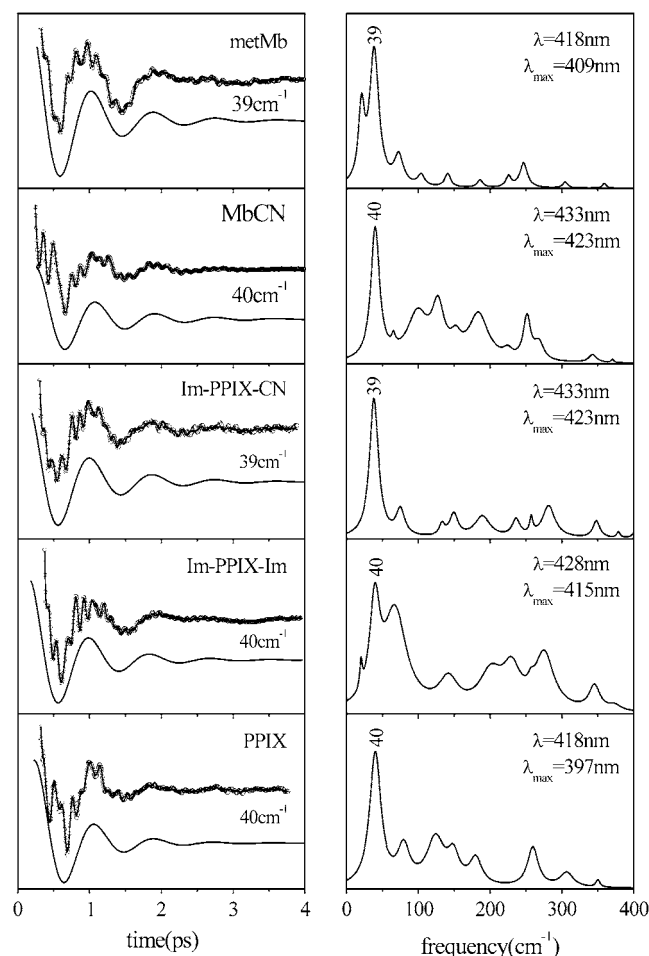 metMb
39cm⁻¹
39
λ=418nm
λmax=409nm
MbCN
40cm⁻¹
40
λ=433nm
λmax=423nm
Im-PPIX-CN
39cm⁻¹
39
λ=433nm
λmax=423nm
Im-PPIX-Im
40cm⁻¹
40
λ=428nm
λmax=415nm
PPIX
40cm⁻¹
40
λ=418nm
λmax=397nm
0 1 2 3 4
time(ps)
0 100 200 300 400
frequency(cm⁻¹)